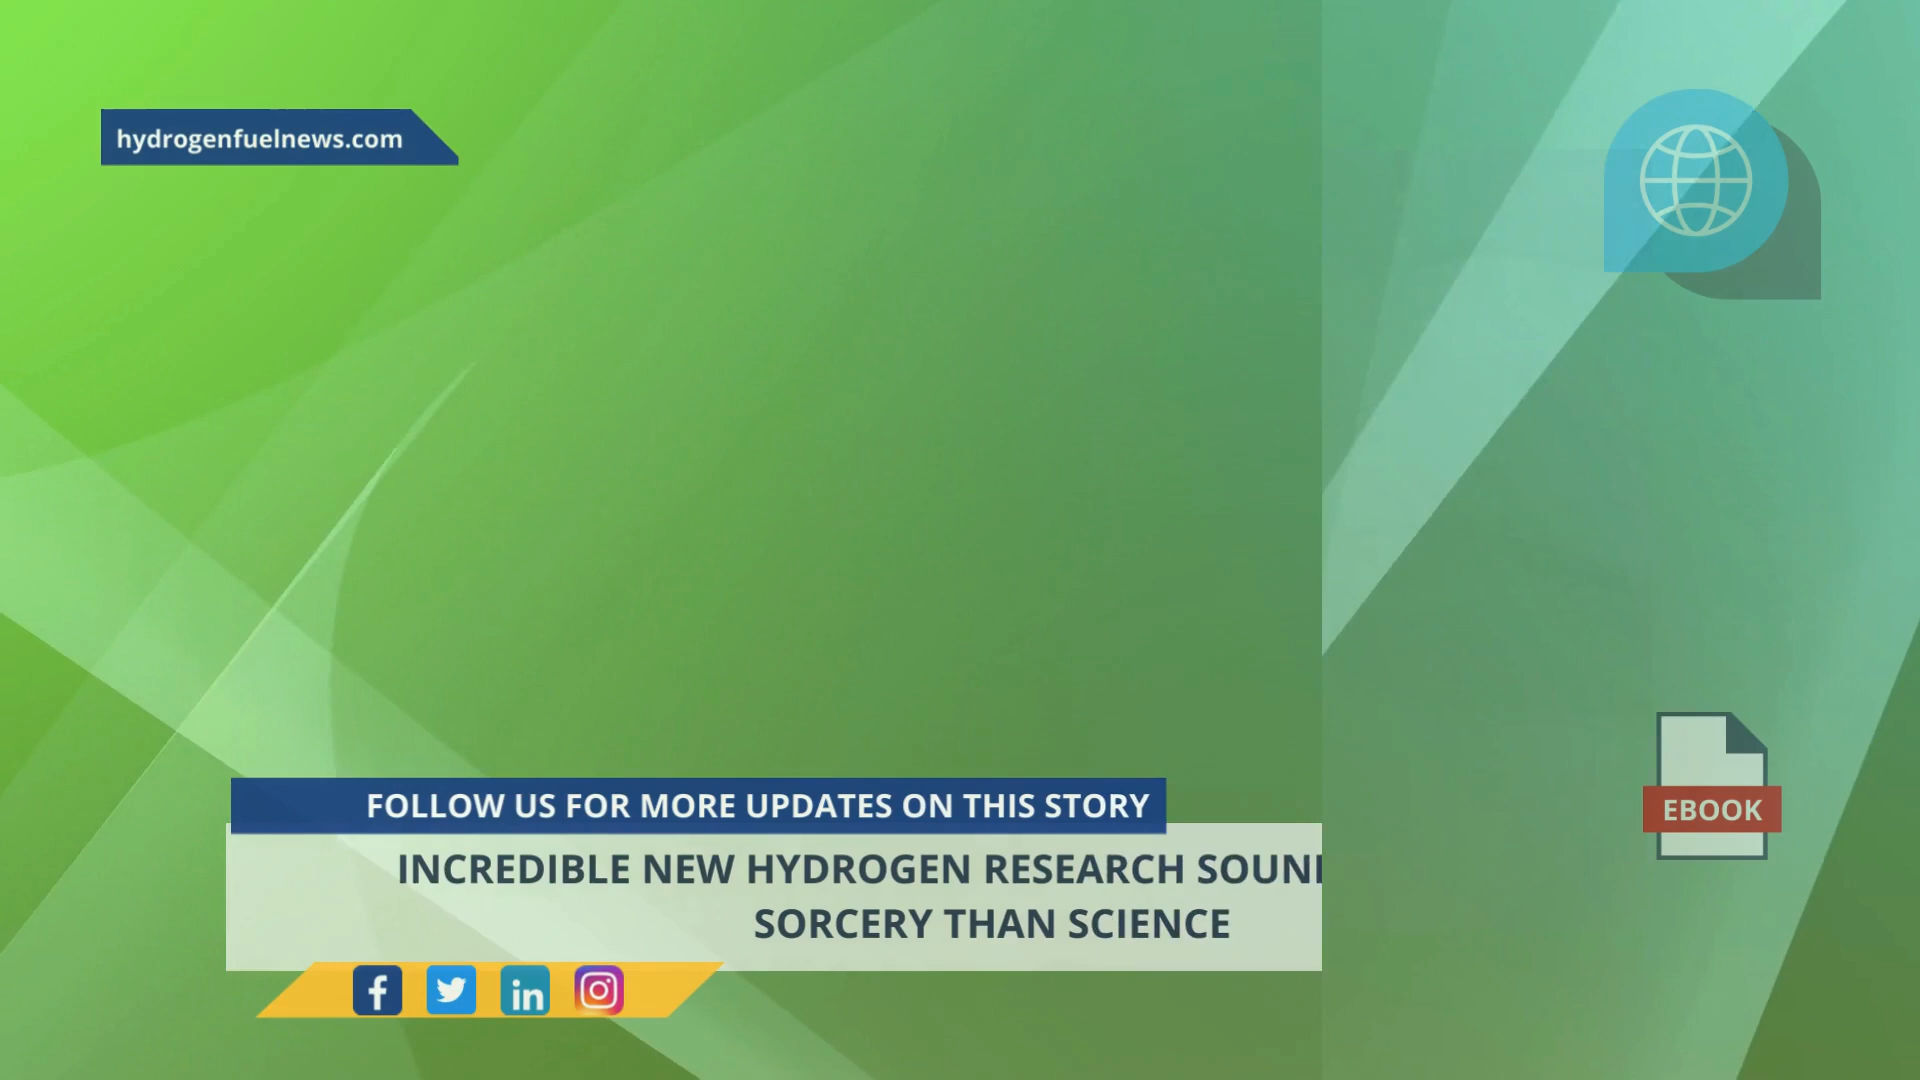 hydrogenfuelnews.com
FOLLOW US FOR MORE UPDATES ON THIS STORY
INCREDIBLE NEW HYDROGEN RESEARCH
SORCERY THAN SCIENCE
EBOOK